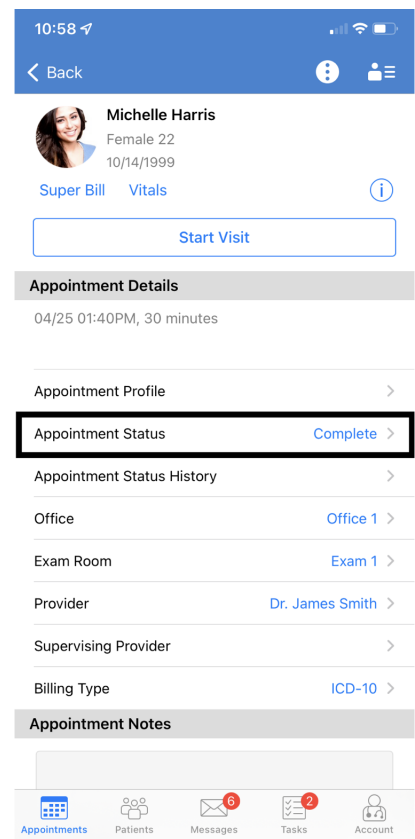 10:58
Back
Michelle Harris
Female 22
10/14/1999
Super Bill Vitals
Start Visit
Appointment Details
04/25 01:40PM, 30 minutes
Appointment Profile
Appointment Status Complete
Appointment Status History
Office Office 1
Exam Room Exam 1
Provider Dr. James Smith
Supervising Provider
Billing Type ICD-10
Appointment Notes
6 2
Appointments Patients Messages Tasks Account